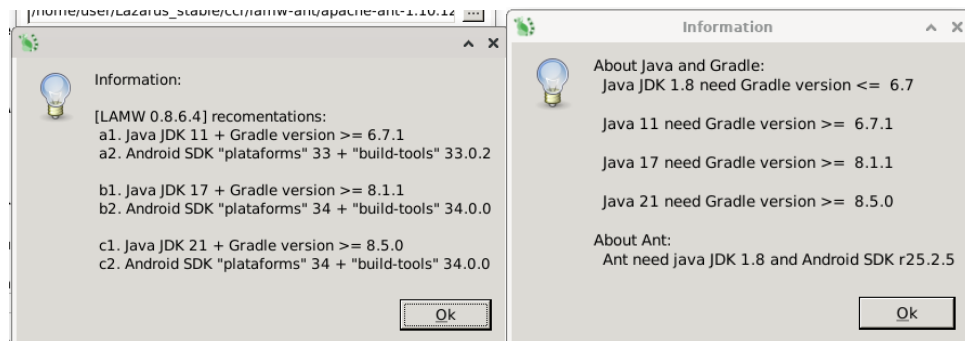 /home/user/Lazarus_stable/ccr/lamw-ant/apache-ant-1.10.12
...
Information:
[LAMW 0.8.6.4] recomentations:
a1. Java JDK 11 + Gradle version >= 6.7.1
a2. Android SDK "plataforms" 33 + "build-tools" 33.0.2
b1. Java JDK 17 + Gradle version >= 8.1.1
b2. Android SDK "plataforms" 34 + "build-tools" 34.0.0
c1. Java JDK 21 + Gradle version >= 8.5.0
c2. Android SDK "plataforms" 34 + "build-tools" 34.0.0
Ok
Information
About Java and Gradle:
Java JDK 1.8 need Gradle version <= 6.7
Java 11 need Gradle version >= 6.7.1
Java 17 need Gradle version >= 8.1.1
Java 21 need Gradle version >= 8.5.0
About Ant:
Ant need java JDK 1.8 and Android SDK r25.2.5
Ok